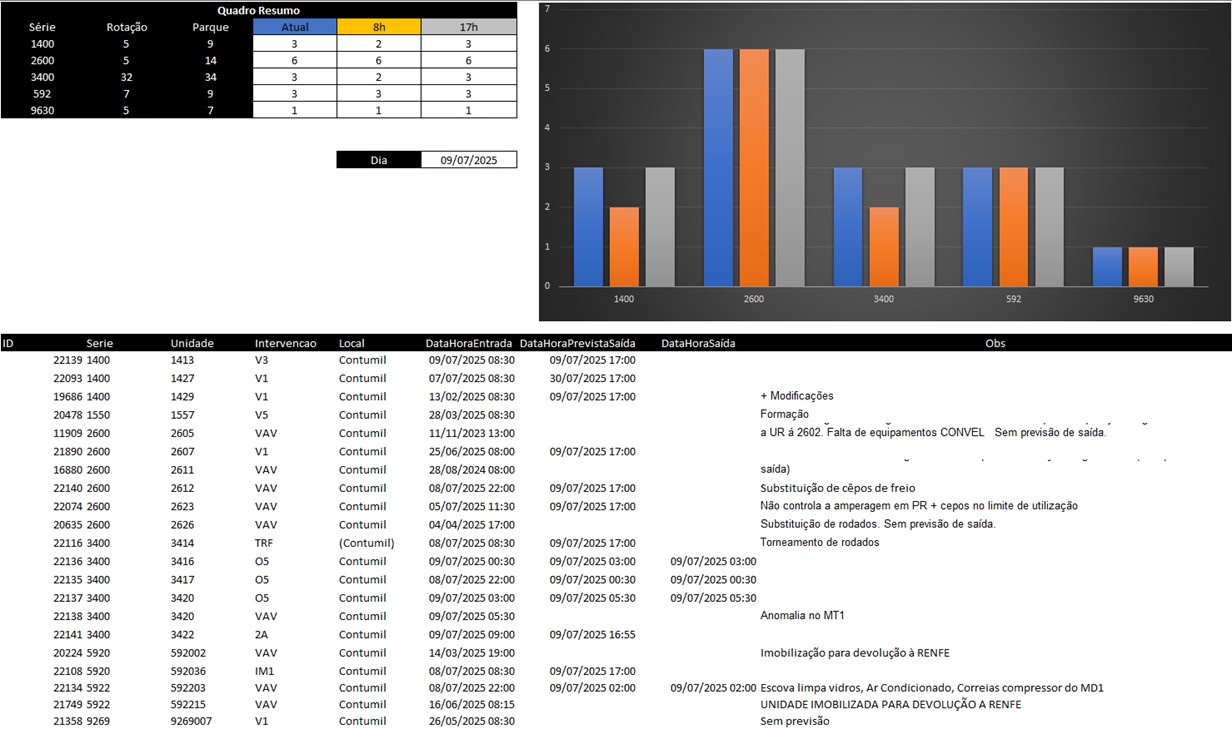 Quadro Resumo
Série Rotação Parque Atual 8h 17h
1400 5 9 3 2 3
2600 5 14 6 6 6
3400 32 34 3 2 3
592 7 9 3 3 3
9630 5 7 1 1 1
Dia 09/07/2025
7
6
5
4
3
2
1
0
1400 2600 3400 592 9630
ID Serie Unidade Intervencao Local DataHoraEntrada DataHoraPrevistaSaída DataHoraSaída Obs
22139 1400 1413 V3 Contumil 09/07/2025 08:30 09/07/2025 17:00
22093 1400 1427 V1 Contumil 07/07/2025 08:30 30/07/2025 17:00
19686 1400 1429 V1 Contumil 13/02/2025 08:30 09/07/2025 17:00 + Modificações
20478 1550 1557 V5 Contumil 28/03/2025 08:30 Formação
11909 2600 2605 VAV Contumil 11/11/2023 13:00 a UR á 2602. Falta de equipamentos CONVEL Sem previsão de saída.
21890 2600 2607 V1 Contumil 25/06/2025 08:00 09/07/2025 17:00
16880 2600 2611 VAV Contumil 28/08/2024 08:00 saída)
22140 2600 2612 VAV Contumil 08/07/2025 22:00 09/07/2025 17:00 Substituição de cêpos de freio
22074 2600 2623 VAV Contumil 05/07/2025 11:30 09/07/2025 17:00 Não controla a amperagem em PR + cepos no limite de utilização
20635 2600 2626 VAV Contumil 04/04/2025 17:00 Substituição de rodados. Sem previsão de saída.
22116 3400 3414 TRF (Contumil) 08/07/2025 08:30 09/07/2025 17:00 Torneamento de rodados
22136 3400 3416 O5 Contumil 09/07/2025 00:30 09/07/2025 03:00 09/07/2025 03:00
22135 3400 3417 O5 Contumil 08/07/2025 22:00 09/07/2025 00:30 09/07/2025 00:30
22137 3400 3420 O5 Contumil 09/07/2025 03:00 09/07/2025 05:30 09/07/2025 05:30
22138 3400 3420 VAV Contumil 09/07/2025 05:30 Anomalia no MT1
22141 3400 3422 2A Contumil 09/07/2025 09:00 09/07/2025 16:55
20224 5920 592002 VAV Contumil 14/03/2025 19:00 Imobilização para devolução à RENFE
22108 5920 592036 IM1 Contumil 08/07/2025 08:30 09/07/2025 17:00
22134 5922 592203 VAV Contumil 08/07/2025 22:00 09/07/2025 02:00 09/07/2025 02:00 Escova limpa vidros, Ar Condicionado, Correias compressor do MD1
21749 5922 592215 VAV Contumil 16/06/2025 08:15 UNIDADE IMOBILIZADA PARA DEVOLUÇÃO A RENFE
21358 9269 9269007 V1 Contumil 26/05/2025 08:30 Sem previsão